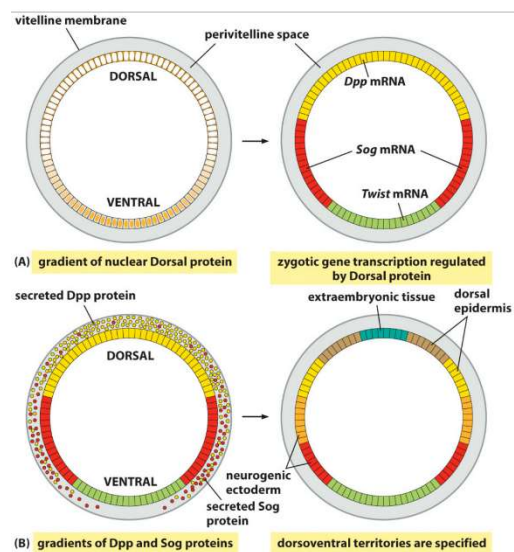 vitelline membrane
perivitelline space
DORSAL
Dpp mRNA
Sog mRNA
VENTRAL
Twist mRNA
(A) gradient of nuclear Dorsal protein
zygotic gene transcription regulated
by Dorsal protein
secreted Dpp protein
extraembryonic tissue
dorsal
epidermis
DORSAL
VENTRAL
neurogenic
ectoderm
secreted Sog
protein
(B) gradients of Dpp and Sog proteins
dorsoventral territories are specified